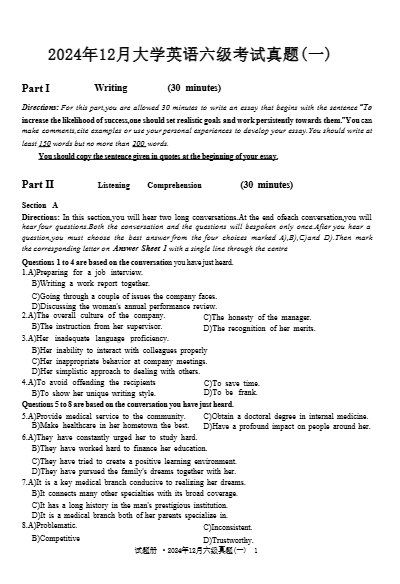 2024年12月大学英语六级考试真题(一)
Part I Writing (30 minutes)
Directions: For this part,you are allowed 30 minutes to write an essay that begins with the sentence "To
increase the likelihood of success,one should set realistic goals and work persistently towards them."You can
make comments,cite examples or use your personal experiences to develop your essay.You should write at
least 150 words but no more than 200 words.
You should copy the sentence given in quotes at the beginning of your essay.
Part II Listening Comprehension (30 minutes)
Section A
Directions: In this section,you will hear two long conversations.At the end ofeach conversation,you will
hear four questions.Both the conversation and the questions will bespoken only once.After you hear a
question,you must choose the best answer from the four choices marked A),B),C)and D).Then mark
the corresponding letter on Answer Sheet 1 with a single line through the centre
Questions 1 to 4 are based on the conversation you have just heard.
1.A)Preparing for a job interview.
B)Writing a work report together.
C)Going through a couple of issues the company faces.
D)Discussing the woman's annual performance review.
2.A)The overall culture of the company. C)The honesty of the manager.
B)The instruction from her supervisor. D)The recognition of her merits.
3.A)Her inadequate language proficiency.
B)Her inability to interact with colleagues properly
C)Her inappropriate behavior at company meetings.
D)Her simplistic approach to dealing with others.
4.A)To avoid offending the recipients C)To save time.
B)To show her unique writing style. D)To be frank.
Questions 5 to 8 are based on the conversation you have just heard.
5.A)Provide medical service to the community. C)Obtain a doctoral degree in internal medicine.
B)Make healthcare in her hometown the best. D)Have a profound impact on people around her.
6.A)They have constantly urged her to study hard.
B)They have worked hard to finance her education.
C)They have tried to create a positive learning environment.
D)They have pursued the family's dreams together with her.
7.A)It is a key medical branch conducive to realizing her dreams.
B)It connects many other specialties with its broad coverage.
C)It has a long history in the man's prestigious institution.
D)It is a medical branch both of her parents specialize in.
8.A)Problematic. C)Inconsistent.
B)Competitive D)Trustworthy.
试题册 ·2024年12月六级真题(一) 1